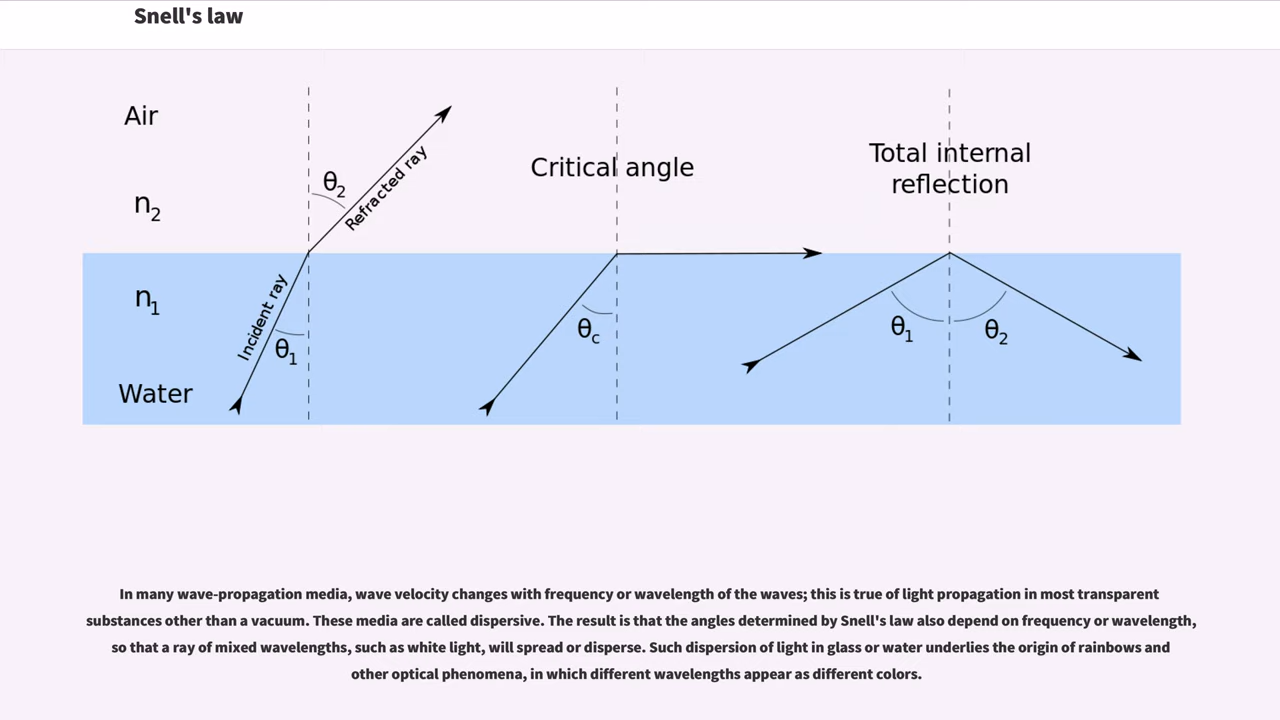 Snell's law
Air
n2
n1
Water
Incident ray
θ1
θ2
Refracted ray
Critical angle
θc
Total internal
reflection
θ1
θ2
In many wave-propagation media, wave velocity changes with frequency or wavelength of the waves; this is true of light propagation in most transparent
substances other than a vacuum. These media are called dispersive. The result is that the angles determined by Snell's law also depend on frequency or wavelength,
so that a ray of mixed wavelengths, such as white light, will spread or disperse. Such dispersion of light in glass or water underlies the origin of rainbows and
other optical phenomena, in which different wavelengths appear as different colors.